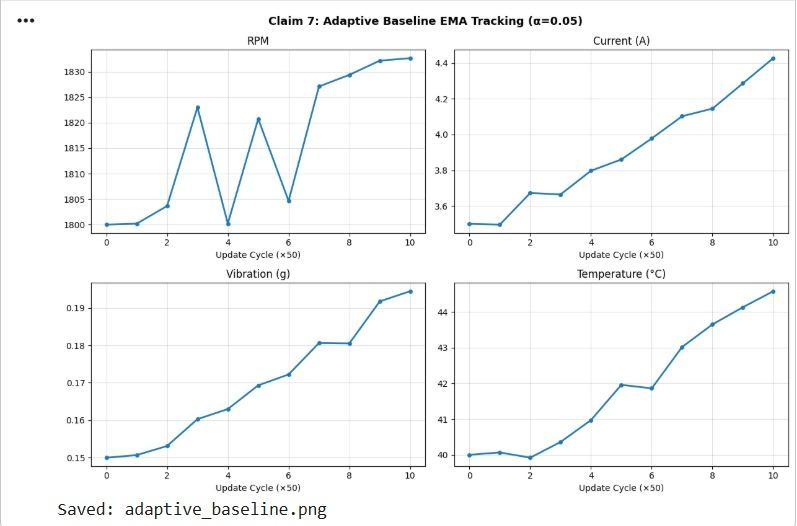 •••
Claim 7: Adaptive Baseline EMA Tracking (α=0.05)
RPM
1830
1825
1820
1815
1810
1805
1800
0 2 4 6 8 10
Update Cycle (×50)
Current (A)
4.4
4.2
4.0
3.8
3.6
0 2 4 6 8 10
Update Cycle (×50)
Vibration (g)
0.19
0.18
0.17
0.16
0.15
0 2 4 6 8 10
Update Cycle (×50)
Temperature (°C)
44
43
42
41
40
0 2 4 6 8 10
Update Cycle (×50)
Saved: adaptive_baseline.png